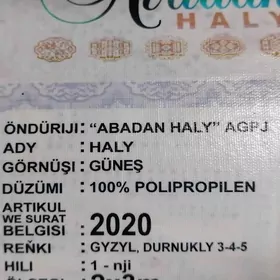 Abadan
HALY
ÖNDÜRIJI: “ABADAN HALY” AGPJ
ADY : HALY
GÖRNÜŞI : GÜNEŞ
DÜZÜMI : 100% POLIPROPILEN
ARTIKUL
WE SURAT
BELGISI : 2020
REŇKI : GYZYL, DURNUKLY 3-4-5
HILI : 1 - nji